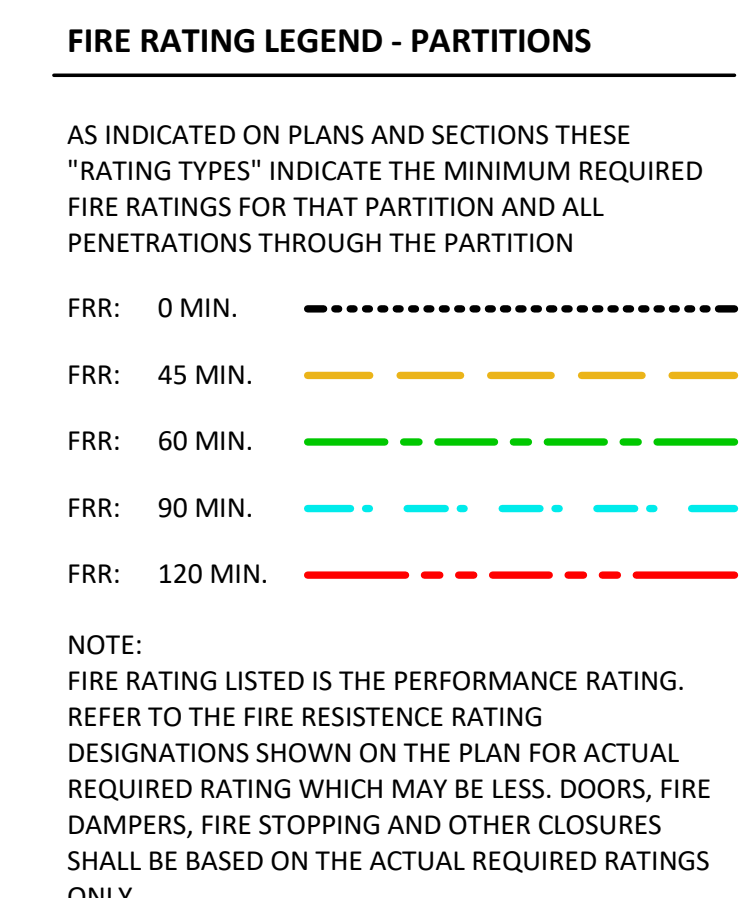 FIRE RATING LEGEND - PARTITIONS
AS INDICATED ON PLANS AND SECTIONS THESE
"RATING TYPES" INDICATE THE MINIMUM REQUIRED
FIRE RATINGS FOR THAT PARTITION AND ALL
PENETRATIONS THROUGH THE PARTITION
FRR: 0 MIN.
FRR: 45 MIN.
FRR: 60 MIN.
FRR: 90 MIN.
FRR: 120 MIN.
NOTE:
FIRE RATING LISTED IS THE PERFORMANCE RATING.
REFER TO THE FIRE RESISTENCE RATING
DESIGNATIONS SHOWN ON THE PLAN FOR ACTUAL
REQUIRED RATING WHICH MAY BE LESS. DOORS, FIRE
DAMPERS, FIRE STOPPING AND OTHER CLOSURES
SHALL BE BASED ON THE ACTUAL REQUIRED RATINGS
ONLY